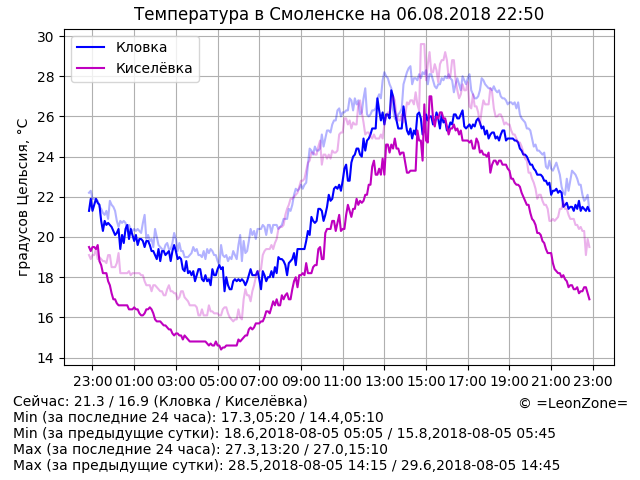 Температура в Смоленске на 06.08.2018 22:50
градусов Цельсия, °C
30
28
26
24
22
20
18
16
14
Кловка
Киселёвка
23:00 01:00 03:00 05:00 07:00 09:00 11:00 13:00 15:00 17:00 19:00 21:00 23:00
Сейчас: 21.3 / 16.9 (Кловка / Киселёвка)
© =LeonZone=
Min (за последние 24 часа): 17.3,05:20 / 14.4,05:10
Min (за предыдущие сутки): 18.6,2018-08-05 05:05 / 15.8,2018-08-05 05:45
Max (за последние 24 часа): 27.3,13:20 / 27.0,15:10
Max (за предыдущие сутки): 28.5,2018-08-05 14:15 / 29.6,2018-08-05 14:45